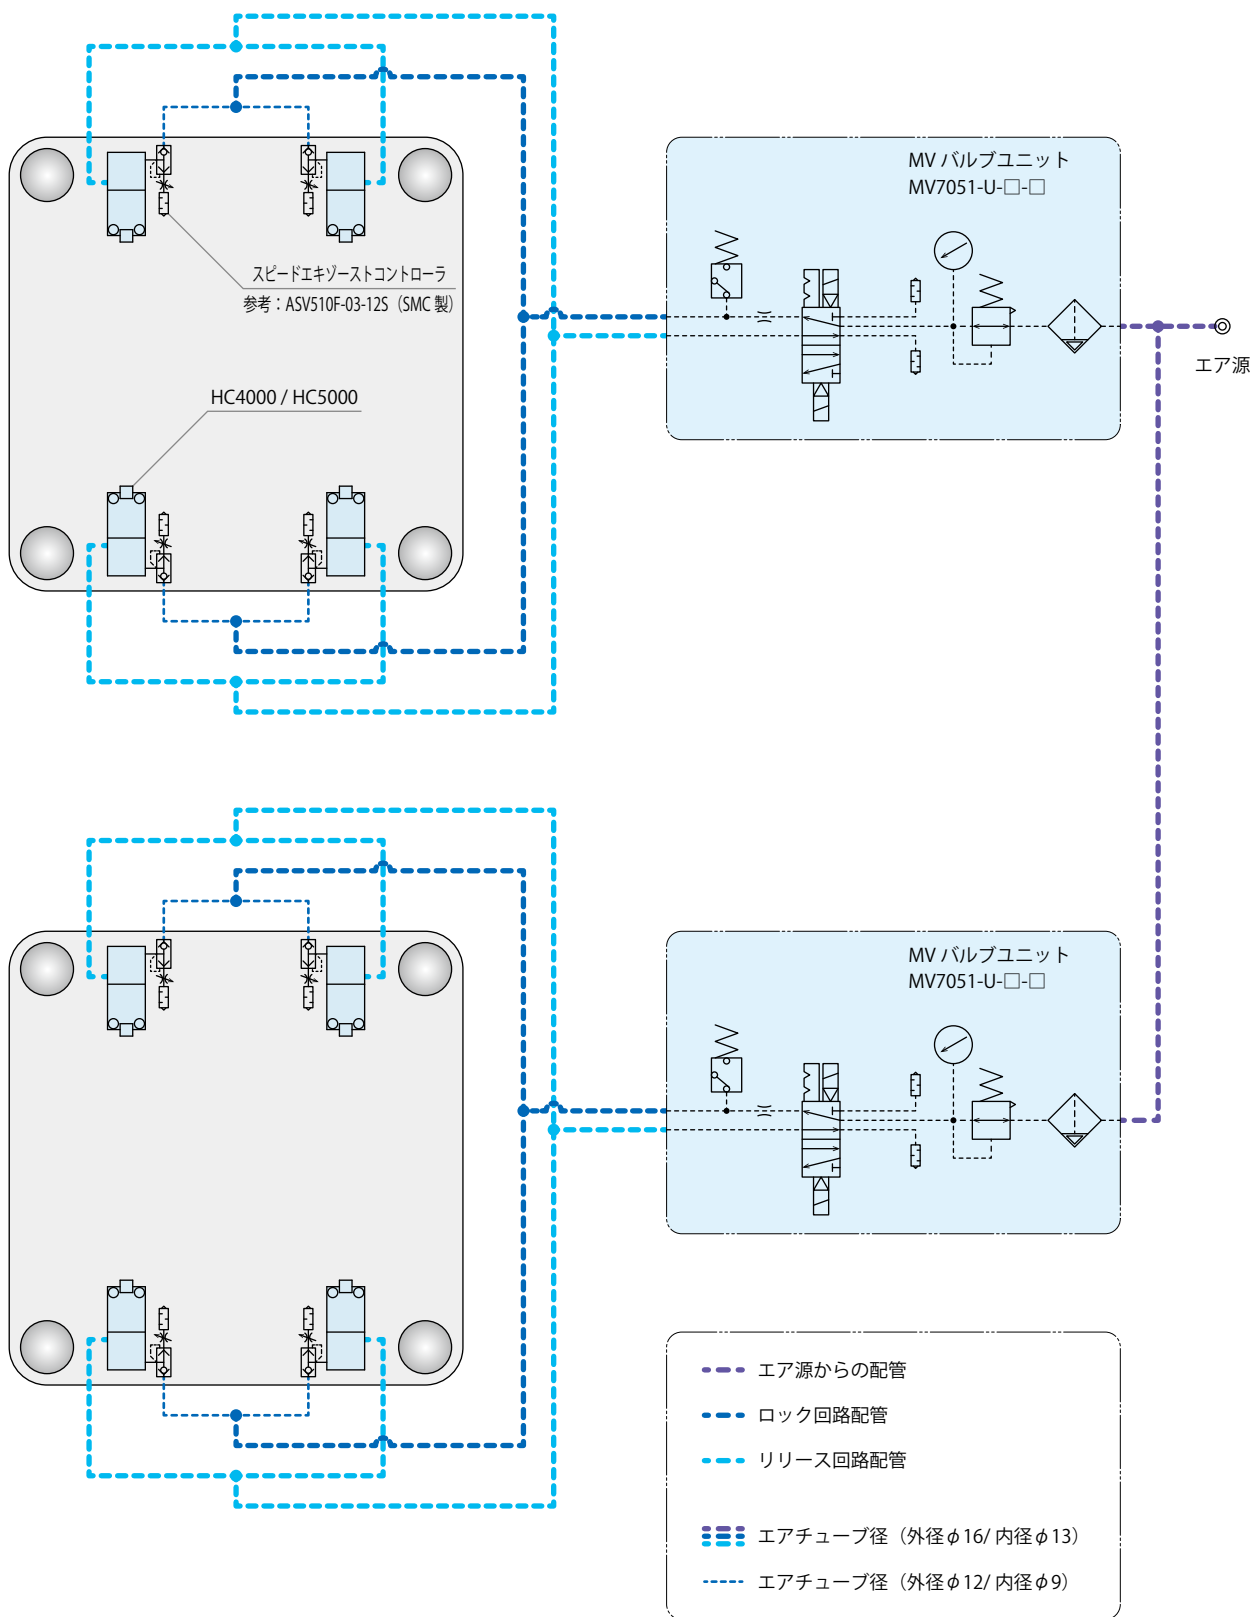 MV バルブユニット
MV7051-U-□-□
スピードエキゾーストコントローラ
参考：ASV510F-03-12S（SMC 製）
エア源
HC4000 / HC5000
MV バルブユニット
MV7051-U-□-□
エア源からの配管
ロック回路配管
リリース回路配管
エアチューブ径（外径φ16/ 内径φ13）
エアチューブ径（外径φ12/ 内径φ9）